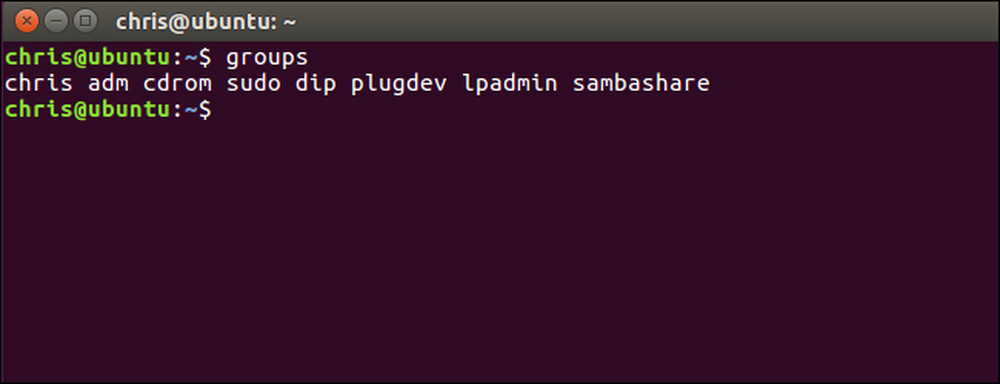 chris@ubuntu: ~
chris@ubuntu:~$ groups
chris adm cdrom sudo dip plugdev lpadmin sambashare
chris@ubuntu:~$